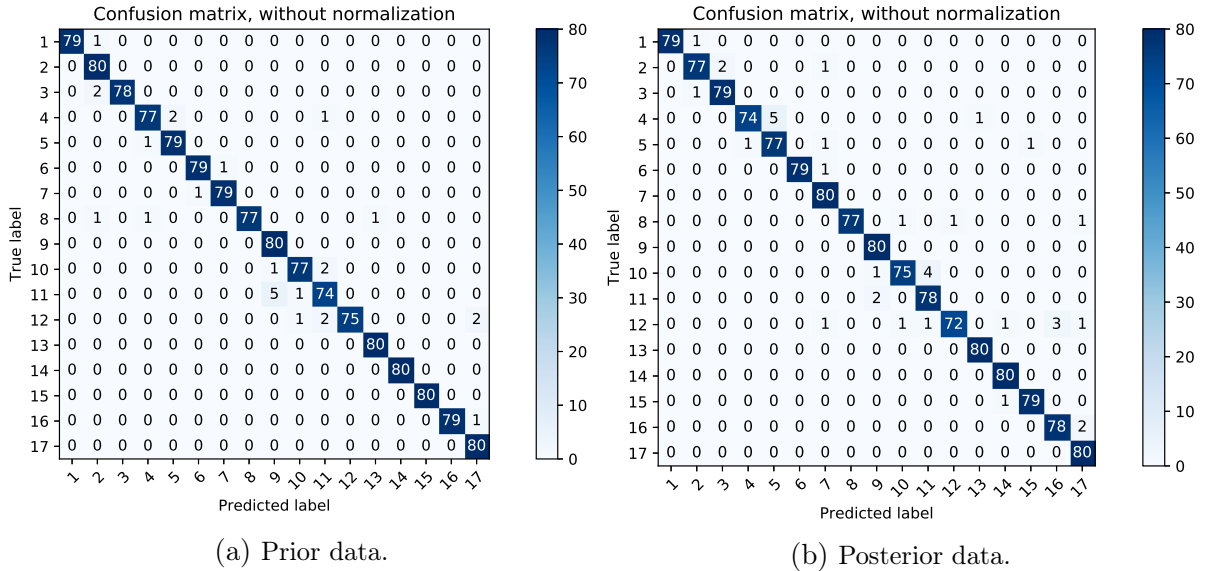 Confusion matrix, without normalization
1 79 1 0 0 0 0 0 0 0 0 0 0 0 0 0 0 0
2 0 80 0 0 0 0 0 0 0 0 0 0 0 0 0 0 0
3 0 2 78 0 0 0 0 0 0 0 0 0 0 0 0 0 0
4 0 0 0 77 2 0 0 0 0 0 1 0 0 0 0 0 0
5 0 0 0 1 79 0 0 0 0 0 0 0 0 0 0 0 0
6 0 0 0 0 0 79 1 0 0 0 0 0 0 0 0 0 0
7 0 0 0 0 0 1 79 0 0 0 0 0 0 0 0 0 0
8 0 1 0 1 0 0 0 77 0 0 0 0 1 0 0 0 0
9 0 0 0 0 0 0 0 0 80 0 0 0 0 0 0 0 0
10 0 0 0 0 0 0 0 0 1 77 2 0 0 0 0 0 0
11 0 0 0 0 0 0 0 0 5 1 74 0 0 0 0 0 0
12 0 0 0 0 0 0 0 0 0 1 2 75 0 0 0 0 2
13 0 0 0 0 0 0 0 0 0 0 0 0 80 0 0 0 0
14 0 0 0 0 0 0 0 0 0 0 0 0 0 80 0 0 0
15 0 0 0 0 0 0 0 0 0 0 0 0 0 0 80 0 0
16 0 0 0 0 0 0 0 0 0 0 0 0 0 0 0 79 1
17 0 0 0 0 0 0 0 0 0 0 0 0 0 0 0 0 80
1 2 3 4 5 6 7 8 9 10 11 12 13 14 15 16 17
True label
Predicted label
80
70
60
50
40
30
20
10
0
(a) Prior data.
Confusion matrix, without normalization
1 79 1 0 0 0 0 0 0 0 0 0 0 0 0 0 0 0
2 0 77 2 0 0 0 1 0 0 0 0 0 0 0 0 0 0
3 0 1 79 0 0 0 0 0 0 0 0 0 0 0 0 0 0
4 0 0 0 74 5 0 0 0 0 0 0 0 1 0 0 0 0
5 0 0 0 1 77 0 1 0 0 0 0 0 0 0 1 0 0
6 0 0 0 0 0 79 1 0 0 0 0 0 0 0 0 0 0
7 0 0 0 0 0 0 80 0 0 0 0 0 0 0 0 0 0
8 0 0 0 0 0 0 0 77 0 1 0 1 0 0 0 0 1
9 0 0 0 0 0 0 0 0 80 0 0 0 0 0 0 0 0
10 0 0 0 0 0 0 0 0 1 75 4 0 0 0 0 0 0
11 0 0 0 0 0 0 0 0 2 0 78 0 0 0 0 0 0
12 0 0 0 0 0 0 1 0 0 1 1 72 0 1 0 3 1
13 0 0 0 0 0 0 0 0 0 0 0 0 80 0 0 0 0
14 0 0 0 0 0 0 0 0 0 0 0 0 0 80 0 0 0
15 0 0 0 0 0 0 0 0 0 0 0 0 0 1 79 0 0
16 0 0 0 0 0 0 0 0 0 0 0 0 0 0 0 78 2
17 0 0 0 0 0 0 0 0 0 0 0 0 0 0 0 0 80
1 2 3 4 5 6 7 8 9 10 11 12 13 14 15 16 17
True label
Predicted label
80
70
60
50
40
30
20
10
0
(b) Posterior data.